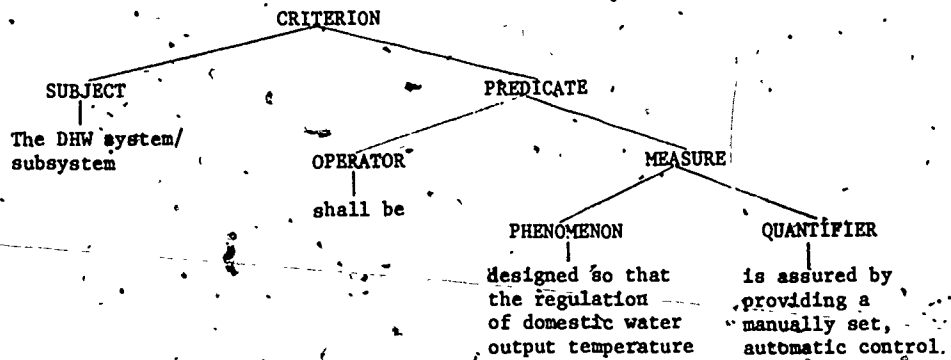 CRITERION
SUBJECT
PREDICATE
The DHW system/
subsystem
OPERATOR
MEASURE
shall be
PHENOMENON
QUANTIFIER
designed so that
the regulation
of domestic water
output temperature
is assured by
providing a
manually set,
automatic control.